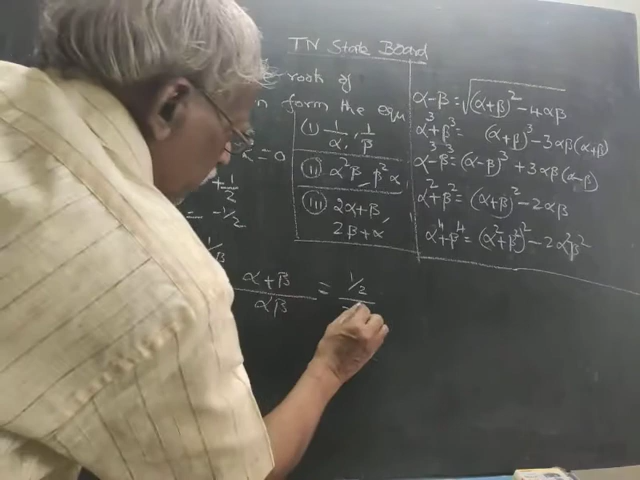 TN State Board
roots of
form the equ
(i) 1/α, 1/β
(ii) α²β, β²α
(iii) 2α+β,
2β+α
= 0
+1/2
= -1/2
1/β
α+β/αβ = 1/2 /
α-β = √(α+β)² - 4αβ
α³+β³ = (α+β)³ - 3αβ(α+β)
α³-β³ = (α-β)³ + 3αβ(α-β)
α²+β² = (α+β)² - 2αβ
α⁴+β⁴ = (α²+β²)² - 2α²β²